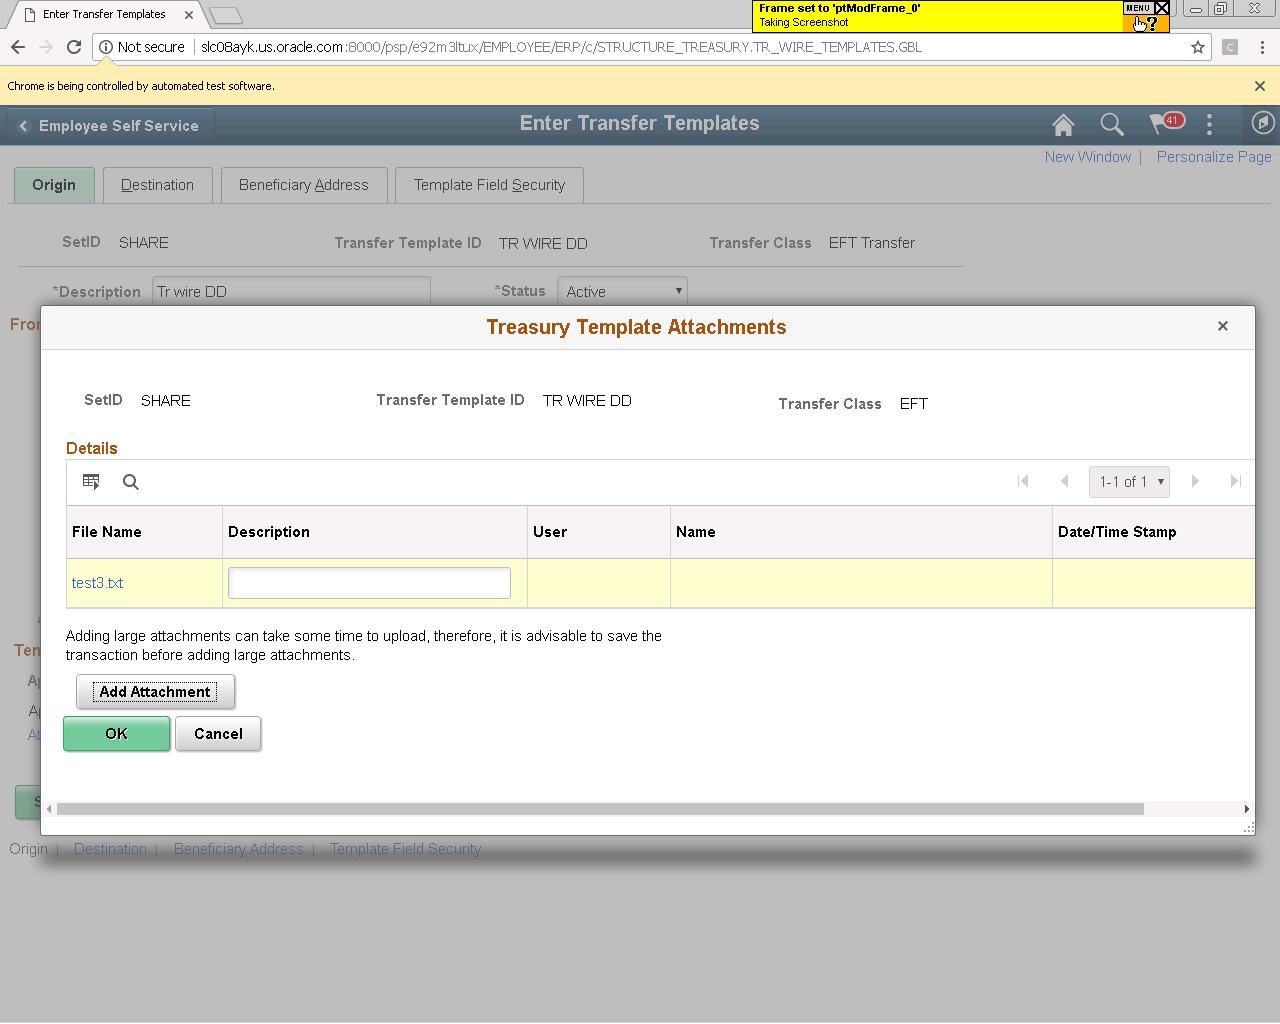 Enter Transfer Templates
Frame set to 'ptModFrame_0'
Taking Screenshot
MENU
?
Not secure
slc08ayk.us.oracle.com:8000/psp/e92m3ltux/EMPLOYEE/ERP/c/STRUCTURE_TREASURY.TR_WIRE_TEMPLATES.GBL
C
Chrome is being controlled by automated test software.
Employee Self Service
Enter Transfer Templates
41
New Window | Personalize Page
Origin Destination Beneficiary Address Template Field Security
SetID SHARE Transfer Template ID TR WIRE DD Transfer Class EFT Transfer
*Description Tr wire DD *Status Active
Fro
Treasury Template Attachments
SetID SHARE Transfer Template ID TR WIRE DD Transfer Class EFT
Details
1-1 of 1
File Name Description User Name Date/Time Stamp
test3.txt
Adding large attachments can take some time to upload, therefore, it is advisable to save the
transaction before adding large attachments.
Add Attachment
OK Cancel
Ten
Ap
Ap
At
S
Origin | Destination | Beneficiary Address | Template Field Security